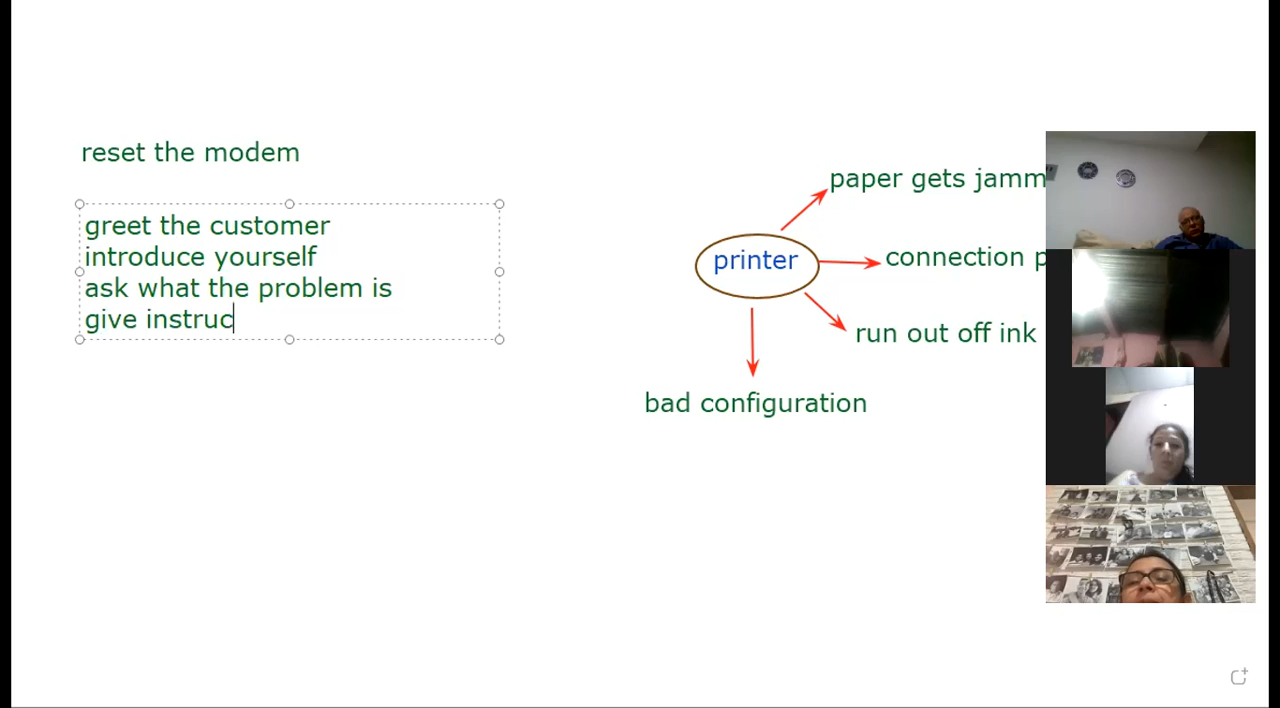 reset the modem
greet the customer
introduce yourself
ask what the problem is
give instruc
paper gets jamm
printer
connection p
run out off ink
bad configuration